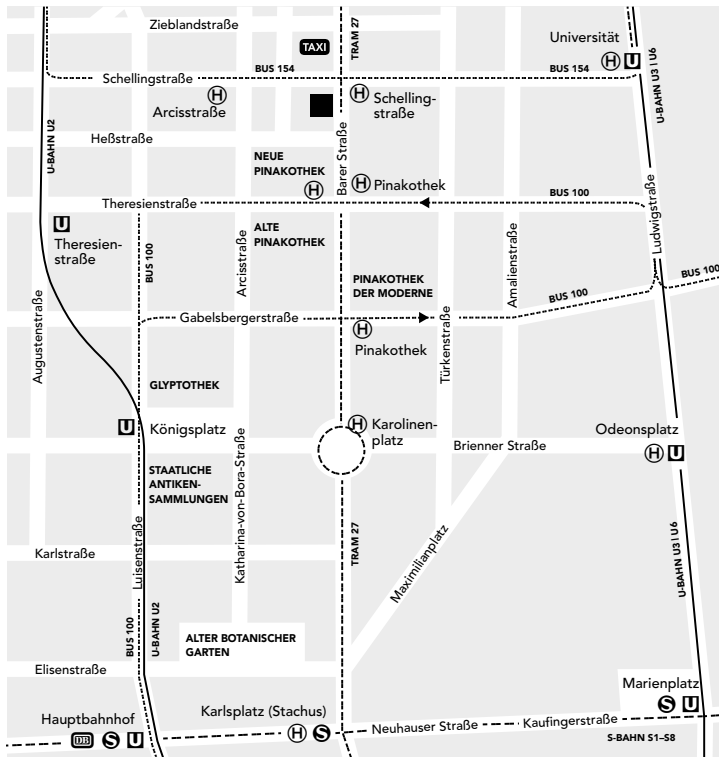 Zieblandstraße
TAXI
TRAM 27
Universität
H U
BUS 154
BUS 154
Schellingstraße
H
Arcisstraße
H Schelling-
straße
U-BAHN U3 | U6
U-BAHN U2
Heßstraße
Barer Straße
NEUE
PINAKOTHEK
H
H Pinakothek
BUS 100
Theresienstraße
Ludwigstraße
U
Theresien-
straße
BUS 100
ALTE
PINAKOTHEK
Arcisstraße
Amalienstraße
PINAKOTHEK
DER MODERNE
BUS 100
BUS 100
Augustenstraße
Gabelsbergerstraße
H
Pinakothek
Türkenstraße
GLYPTOTHEK
U Königsplatz
H Karolinen-
platz
Brienner Straße
Odeonsplatz
H U
STAATLICHE
ANTIKEN-
SAMMLUNGEN
Katharina-von-Bora-Straße
Karlstraße
Luisenstraße
TRAM 27
Maximilianplatz
U-BAHN U3 | U6
BUS 100
U-BAHN U2
ALTER BOTANISCHER
GARTEN
Elisenstraße
Marienplatz
S U
Hauptbahnhof
DB S U
Karlsplatz (Stachus)
H S
Neuhauser Straße
Kaufingerstraße
S-BAHN S1–S8